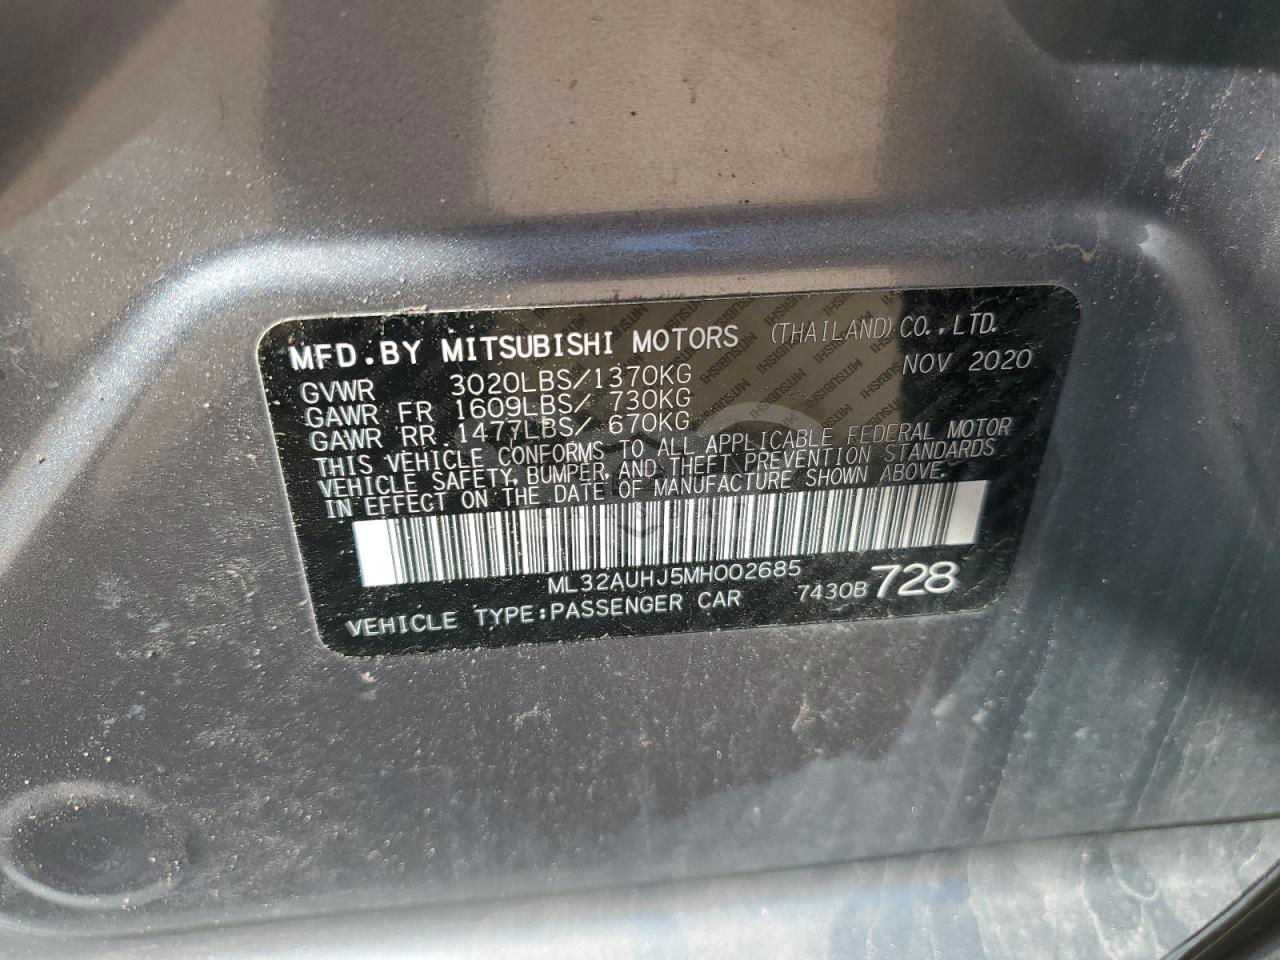 MFD.BY MITSUBISHI MOTORS (THAILAND) CO.,LTD.
NOV 2020
GVWR 3020LBS/1370KG
GAWR FR 1609LBS/ 730KG
GAWR RR 1477LBS/ 670KG
THIS VEHICLE CONFORMS TO ALL APPLICABLE FEDERAL MOTOR
VEHICLE SAFETY, BUMPER, AND THEFT PREVENTION STANDARDS
IN EFFECT ON THE DATE OF MANUFACTURE SHOWN ABOVE.
ML32AUHJ5MH002685
VEHICLE TYPE:PASSENGER CAR 7430B 728